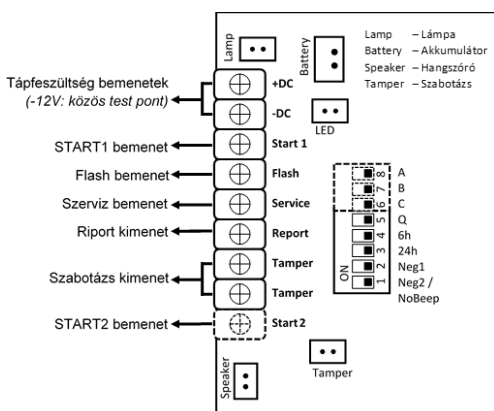 Lamp
Battery
Lamp – Lámpa
Battery – Akkumulátor
Speaker – Hangszóró
Tamper – Szabotázs
Tápfeszültség bemenetek
(-12V: közös test pont)
+DC
-DC
LED
START1 bemenet
Start 1
Flash bemenet
Flash
Szerviz bemenet
Service
Riport kimenet
Report
Szabotázs kimenet
Tamper
Tamper
START2 bemenet
Start 2
8 A
7 B
6 C
5 Q
4 6h
3 24h
2 Neg1
1 Neg2 /
NoBeep
ON
Speaker
Tamper